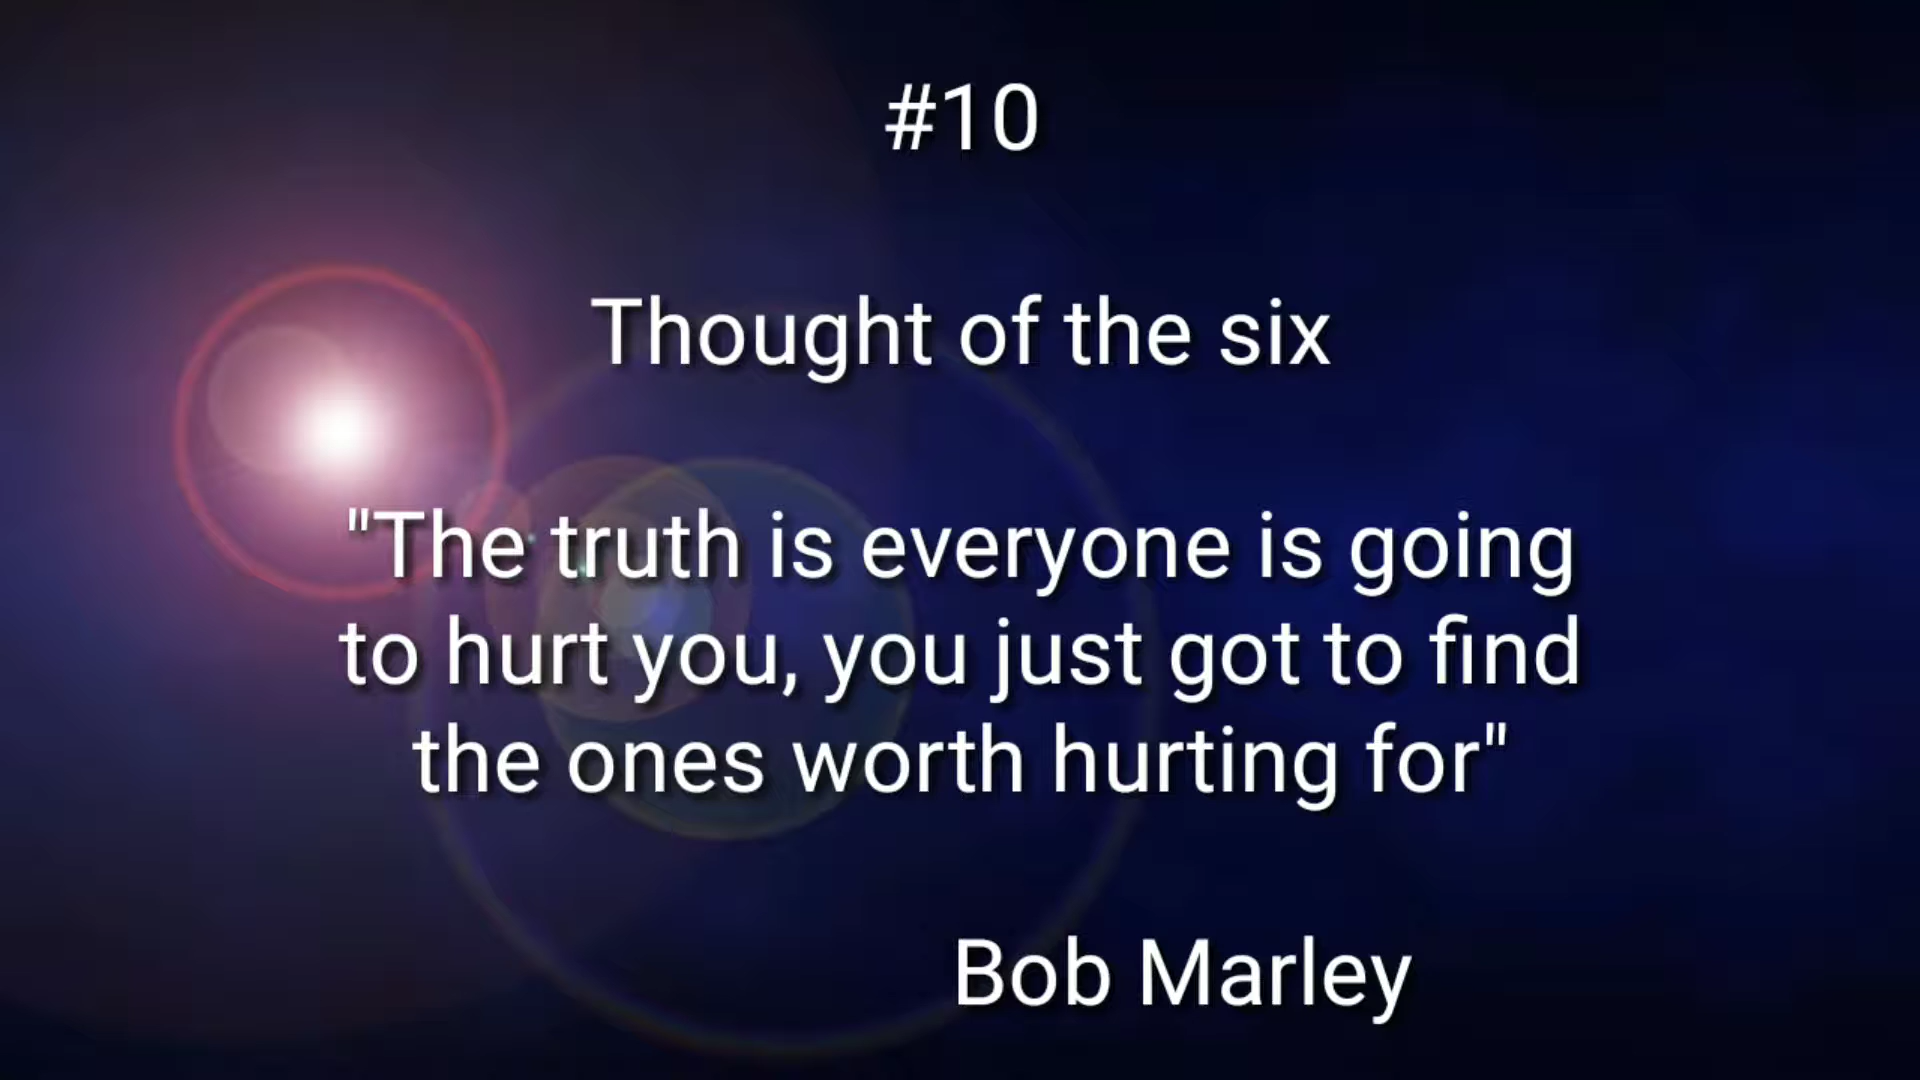 #10
Thought of the six
"The truth is everyone is going
to hurt you, you just got to find
the ones worth hurting for"
Bob Marley